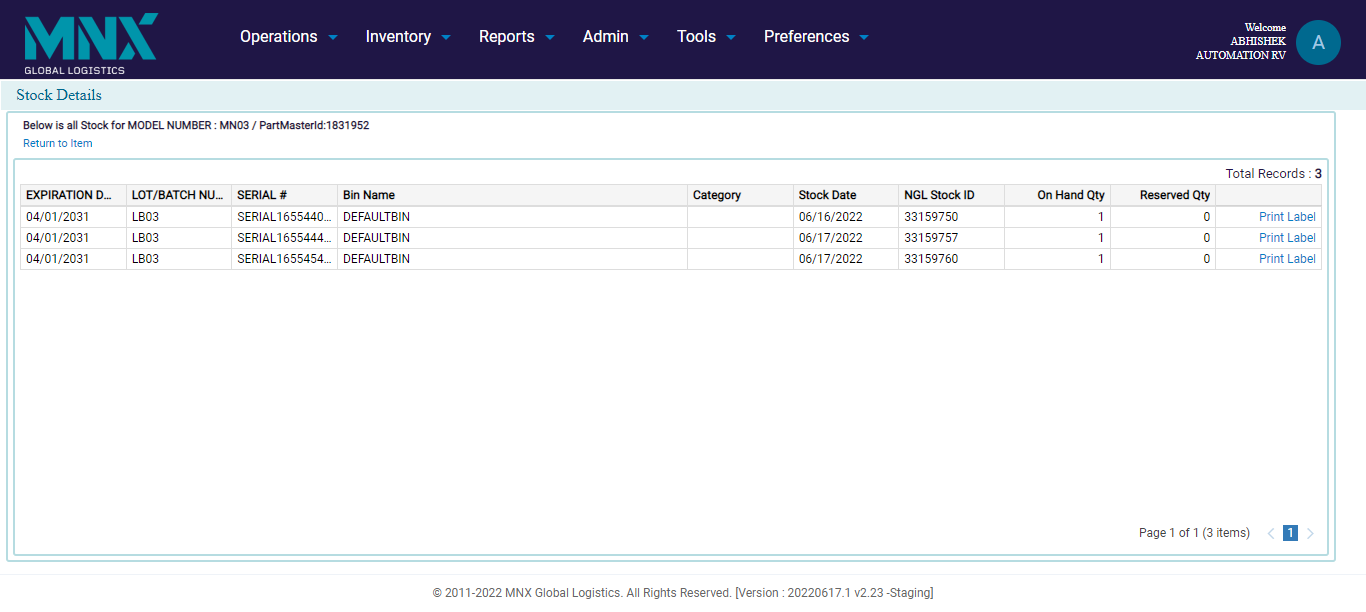 MNX
GLOBAL LOGISTICS
Operations Inventory Reports Admin Tools Preferences
Welcome
ABHISHEK
AUTOMATION RV
A
Stock Details
Below is all Stock for MODEL NUMBER : MN03 / PartMasterId:1831952
Return to Item
Total Records : 3
EXPIRATION D... LOT/BATCH NU... SERIAL # Bin Name Category Stock Date NGL Stock ID On Hand Qty Reserved Qty
04/01/2031 LB03 SERIAL1655440... DEFAULTBIN 06/16/2022 33159750 1 0 Print Label
04/01/2031 LB03 SERIAL1655444... DEFAULTBIN 06/17/2022 33159757 1 0 Print Label
04/01/2031 LB03 SERIAL1655454... DEFAULTBIN 06/17/2022 33159760 1 0 Print Label
Page 1 of 1 (3 items) 1
© 2011-2022 MNX Global Logistics. All Rights Reserved. [Version : 20220617.1 v2.23 -Staging]